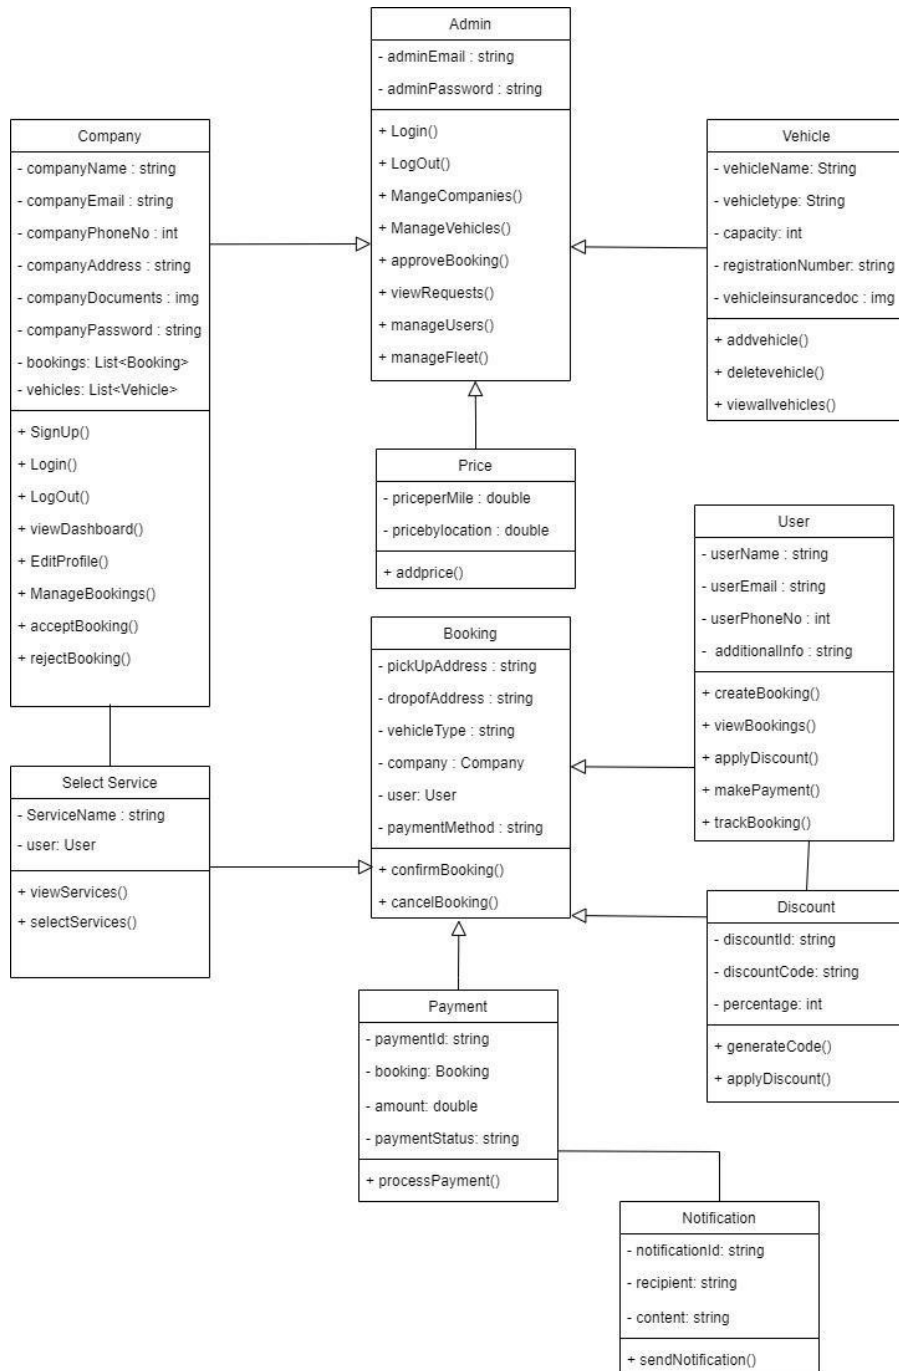 Admin
- adminEmail : string
- adminPassword : string
+ Login()
+ LogOut()
+ MangeCompanies()
+ ManageVehicles()
+ approveBooking()
+ viewRequests()
+ manageUsers()
+ manageFleet()
Company
- companyName : string
- companyEmail : string
- companyPhoneNo : int
- companyAddress : string
- companyDocuments : img
- companyPassword : string
- bookings: List<Booking>
- vehicles: List<Vehicle>
+ SignUp()
+ Login()
+ LogOut()
+ viewDashboard()
+ EditProfile()
+ ManageBookings()
+ acceptBooking()
+ rejectBooking()
Vehicle
- vehicleName: String
- vehicletype: String
- capacity: int
- registrationNumber: string
- vehicleinsurancedoc : img
+ addvehicle()
+ deletevehicle()
+ viewallvehicles()
Price
- priceperMile : double
- pricebylocation : double
+ addprice()
User
- userName : string
- userEmail : string
- userPhoneNo : int
- additionalInfo : string
+ createBooking()
+ viewBookings()
+ applyDiscount()
+ makePayment()
+ trackBooking()
Booking
- pickUpAddress : string
- dropofAddress : string
- vehicleType : string
- company : Company
- user: User
- paymentMethod : string
+ confirmBooking()
+ cancelBooking()
Select Service
- ServiceName : string
- user: User
+ viewServices()
+ selectServices()
Discount
- discountId: string
- discountCode: string
- percentage: int
+ generateCode()
+ applyDiscount()
Payment
- paymentId: string
- booking: Booking
- amount: double
- paymentStatus: string
+ processPayment()
Notification
- notificationId: string
- recipient: string
- content: string
+ sendNotification()